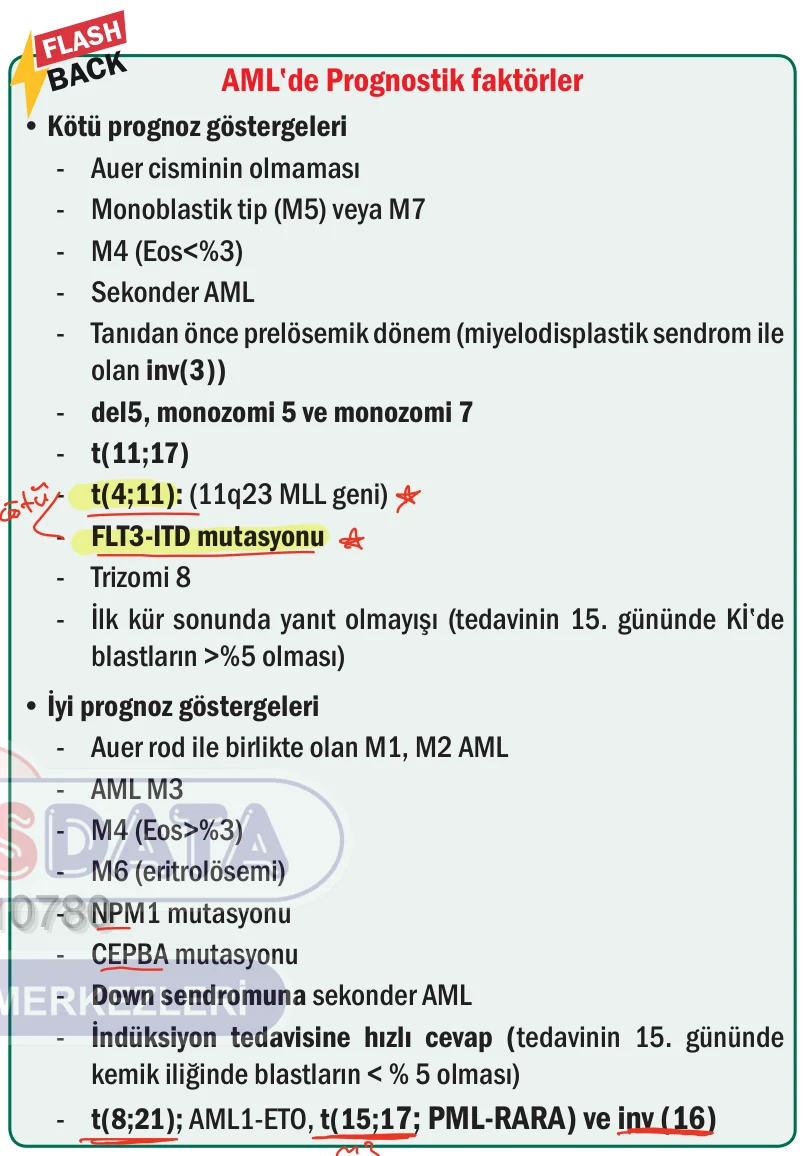 FLASH
BACK
AML'de Prognostik faktörler
• Kötü prognoz göstergeleri
- Auer cisminin olmaması
- Monoblastik tip (M5) veya M7
- M4 (Eos<%3)
- Sekonder AML
- Tanıdan önce prelösemik dönem (miyelodisplastik sendrom ile
olan inv(3))
- del5, monozomi 5 ve monozomi 7
- t(11;17)
- t(4;11): (11q23 MLL geni)
kötü
- FLT3-ITD mutasyonu
- Trizomi 8
- İlk kür sonunda yanıt olmayışı (tedavinin 15. gününde Kİ'de
blastların >%5 olması)
• İyi prognoz göstergeleri
- Auer rod ile birlikte olan M1, M2 AML
- AML M3
- M4 (Eos>%3)
SDATA
- M6 (eritrolösemi)
- NPM1 mutasyonu
10780
- CEPBA mutasyonu
- Down sendromuna sekonder AML
MERKEZLERİ
- İndüksiyon tedavisine hızlı cevap (tedavinin 15. gününde
kemik iliğinde blastların < % 5 olması)
- t(8;21); AML1-ETO, t(15;17; PML-RARA) ve inv (16)
M3